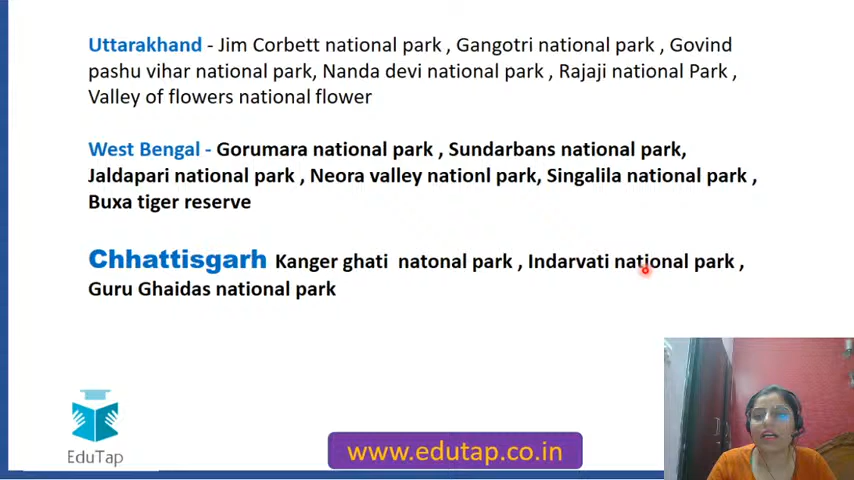 Uttarakhand - Jim Corbett national park , Gangotri national park , Govind
pashu vihar national park, Nanda devi national park , Rajaji national Park ,
Valley of flowers national flower
West Bengal - Gorumara national park , Sundarbans national park,
Jaldapari national park , Neora valley nationl park, Singalila national park ,
Buxa tiger reserve
Chhattisgarh Kanger ghati natonal park , Indarvati national park ,
Guru Ghaidas national park
EduTap
www.edutap.co.in